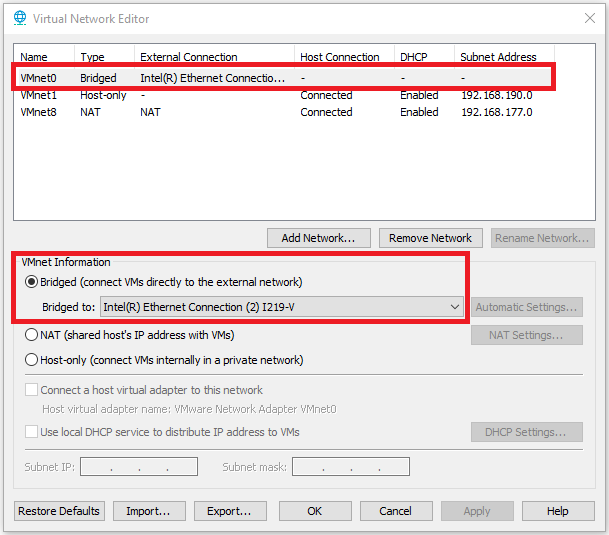 Virtual Network Editor
Name Type External Connection Host Connection DHCP Subnet Address
VMnet0 Bridged Intel(R) Ethernet Connectio... - - -
VMnet1 Host-only - Connected Enabled 192.168.190.0
VMnet8 NAT NAT Connected Enabled 192.168.177.0
Add Network... Remove Network Rename Network...
VMnet Information
Bridged (connect VMs directly to the external network)
Bridged to: Intel(R) Ethernet Connection (2) I219-V Automatic Settings...
NAT (shared host's IP address with VMs) NAT Settings...
Host-only (connect VMs internally in a private network)
Connect a host virtual adapter to this network
Host virtual adapter name: VMware Network Adapter VMnet0
Use local DHCP service to distribute IP address to VMs DHCP Settings...
Subnet IP: . . . Subnet mask: . . .
Restore Defaults Import... Export... OK Cancel Apply Help